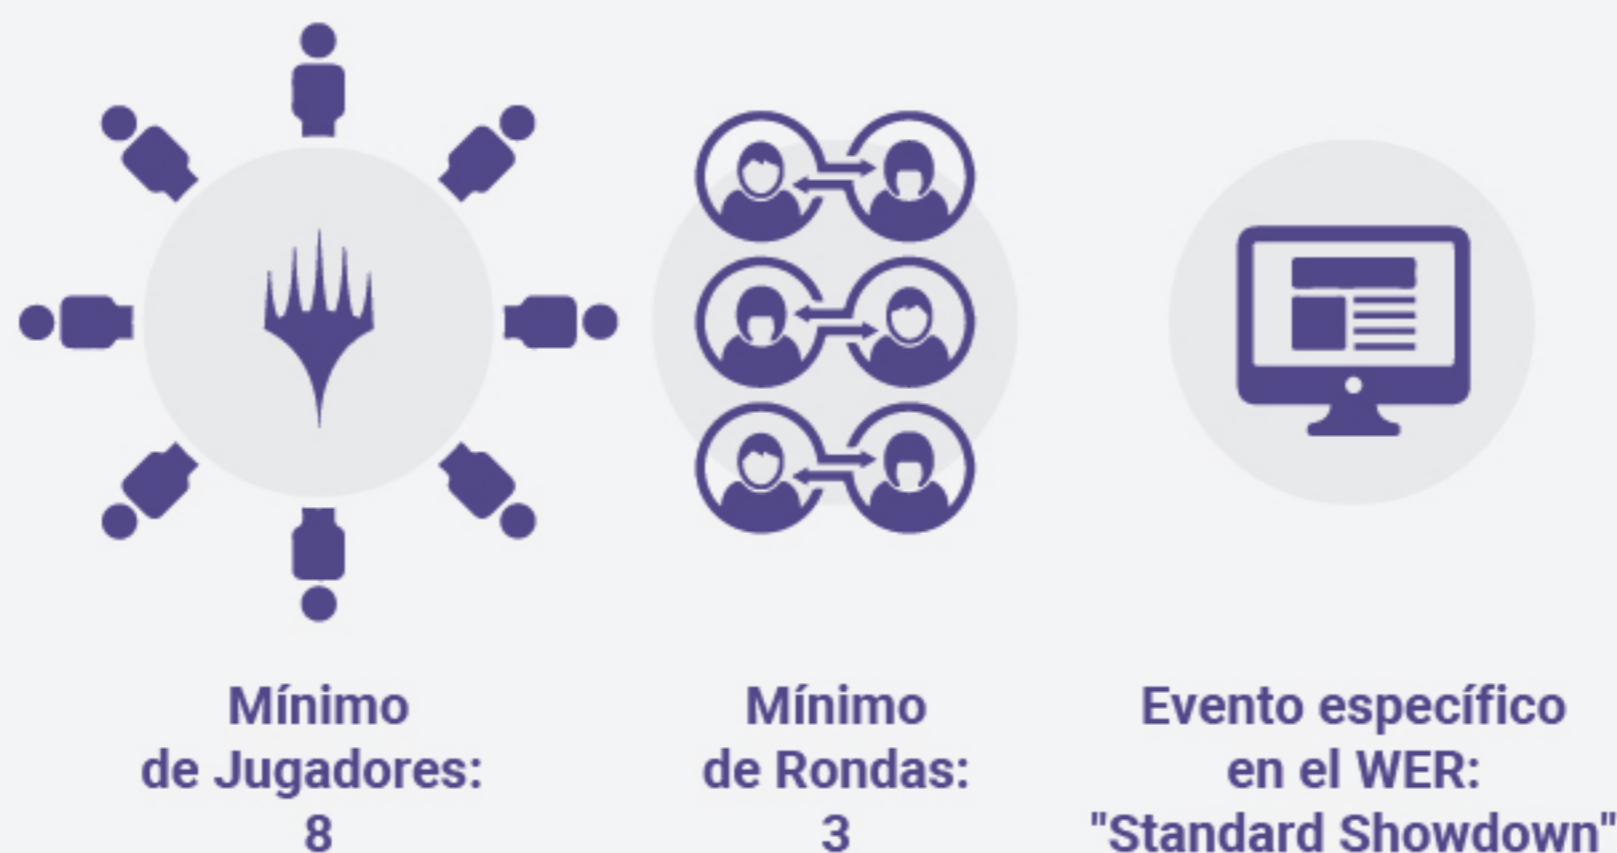 Mínimo
de Jugadores:
8
Mínimo
de Rondas:
3
Evento específico
en el WER:
"Standard Showdown"